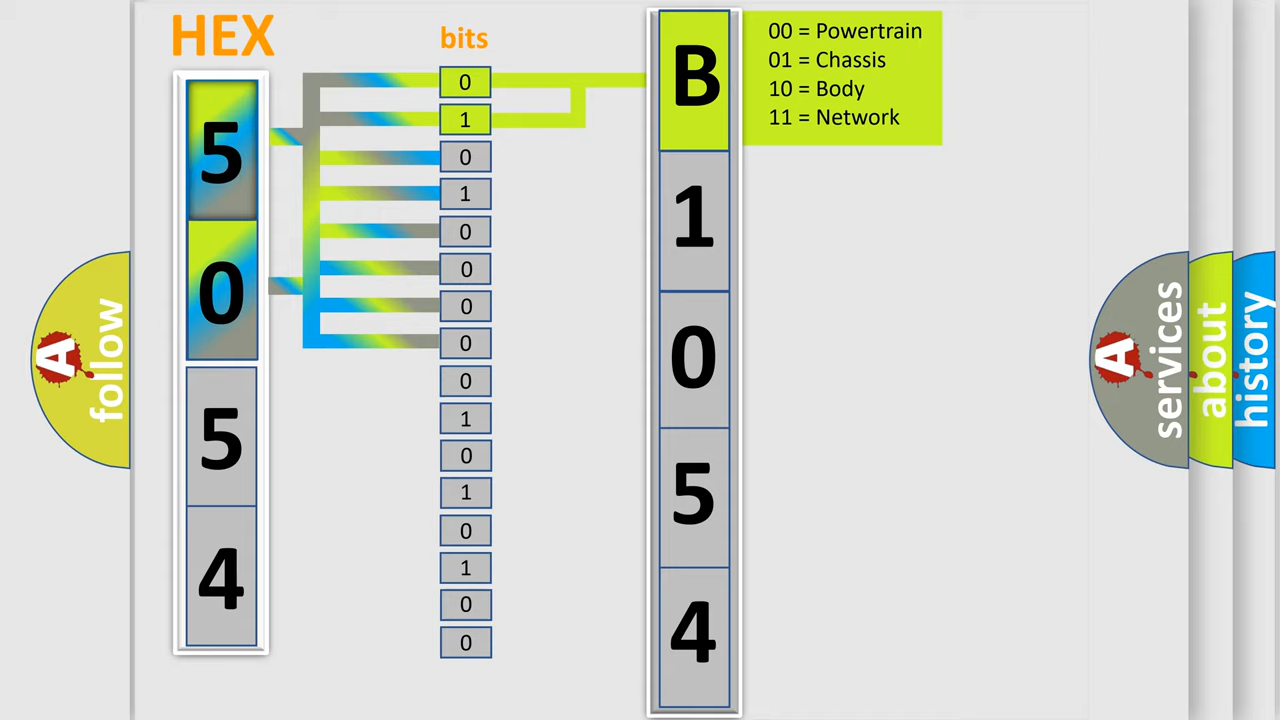 HEX
bits
5
0
5
4
0
1
0
1
0
0
0
0
0
1
0
1
0
1
0
0
B
1
0
5
4
00 = Powertrain
01 = Chassis
10 = Body
11 = Network
A
follow
A
services
about
history